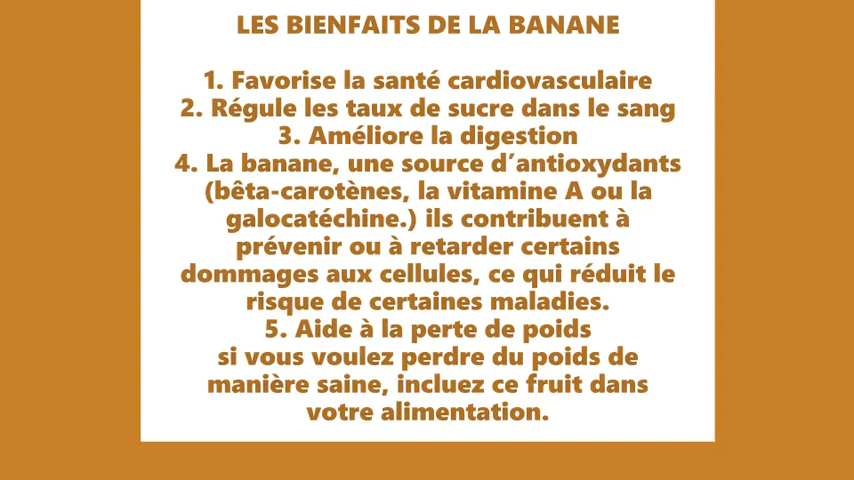 LES BIENFAITS DE LA BANANE
1. Favorise la santé cardiovasculaire
2. Régule les taux de sucre dans le sang
3. Améliore la digestion
4. La banane, une source d’antioxydants
(bêta-carotènes, la vitamine A ou la
galocatéchine.) ils contribuent à
prévenir ou à retarder certains
dommages aux cellules, ce qui réduit le
risque de certaines maladies.
5. Aide à la perte de poids
si vous voulez perdre du poids de
manière saine, incluez ce fruit dans
votre alimentation.